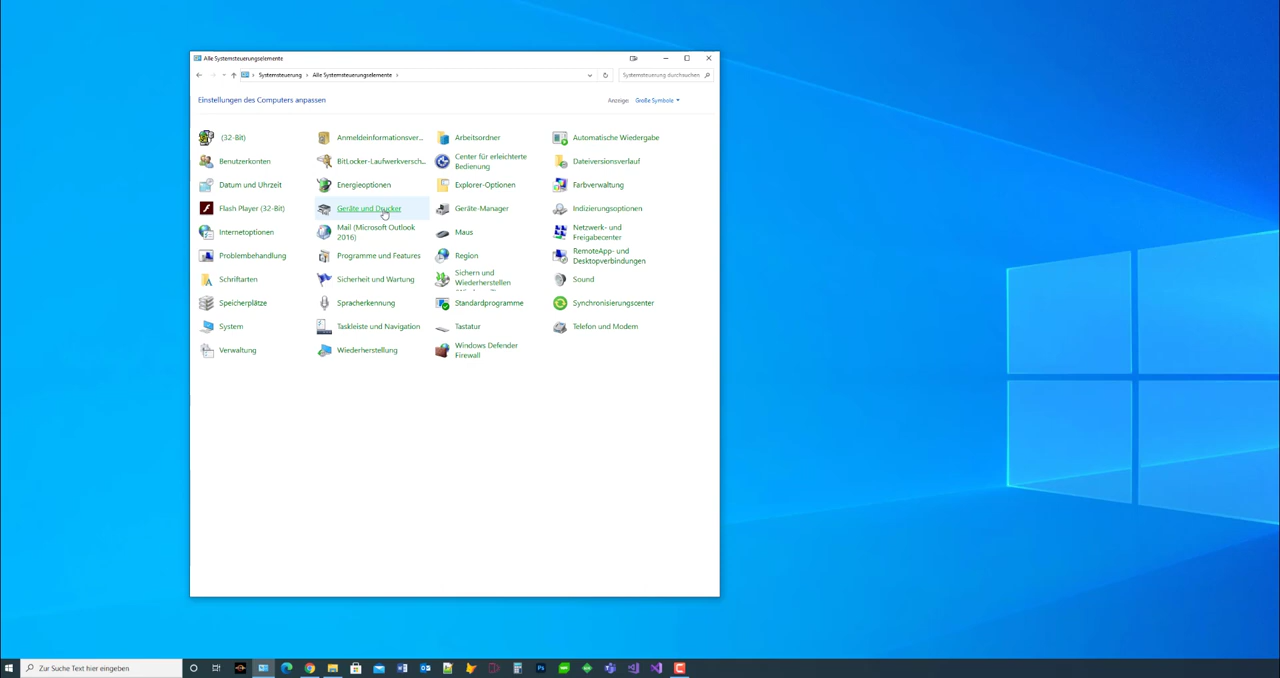 Alle Systemsteuerungselemente
Systemsteuerung › Alle Systemsteuerungselemente ›
Systemsteuerung durchsuchen
Einstellungen des Computers anpassen
Anzeige: Große Symbole
(32-Bit)
Anmeldeinformationsver...
Arbeitsordner
Automatische Wiedergabe
Benutzerkonten
BitLocker-Laufwerkversch...
Center für erleichterte
Bedienung
Dateiversionsverlauf
Datum und Uhrzeit
Energieoptionen
Explorer-Optionen
Farbverwaltung
Flash Player (32-Bit)
Geräte und Drucker
Geräte-Manager
Indizierungsoptionen
Internetoptionen
Mail (Microsoft Outlook
2016)
Maus
Netzwerk- und
Freigabecenter
Problembehandlung
Programme und Features
Region
RemoteApp- und
Desktopverbindungen
Schriftarten
Sicherheit und Wartung
Sichern und
Wiederherstellen
Sound
Speicherplätze
Spracherkennung
Standardprogramme
Synchronisierungscenter
System
Taskleiste und Navigation
Tastatur
Telefon und Modem
Verwaltung
Wiederherstellung
Windows Defender
Firewall
Zur Suche Text hier eingeben